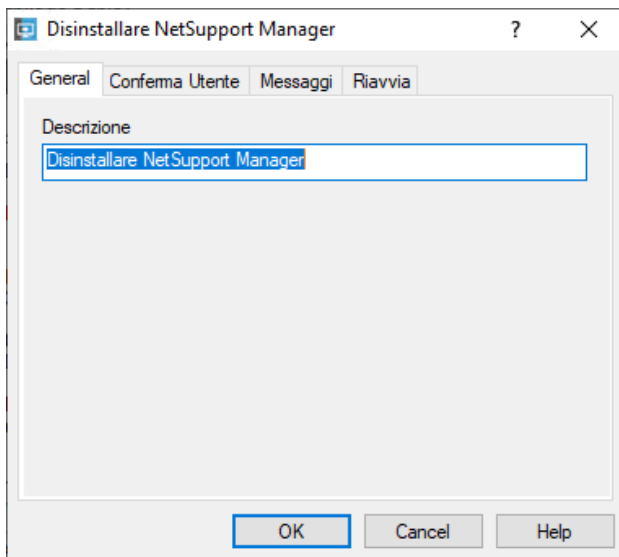 Disinstallare NetSupport Manager ?
General Conferma Utente Messaggi Riavvia
Descrizione
Disinstallare NetSupport Manager
OK Cancel Help